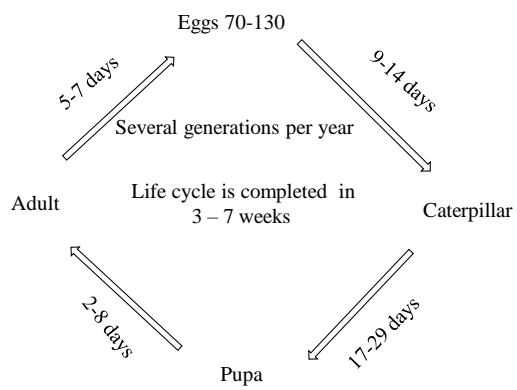 Eggs 70-130
5-7 days
9-14 days
Several generations per year
Life cycle is completed in
3 – 7 weeks
Adult
Caterpillar
2-8 days
17-29 days
Pupa